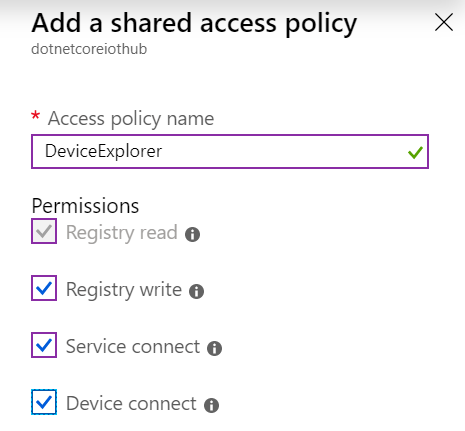 Add a shared access policy
dotnetcoreiothub
* Access policy name
DeviceExplorer
Permissions
Registry read
Registry write
Service connect
Device connect